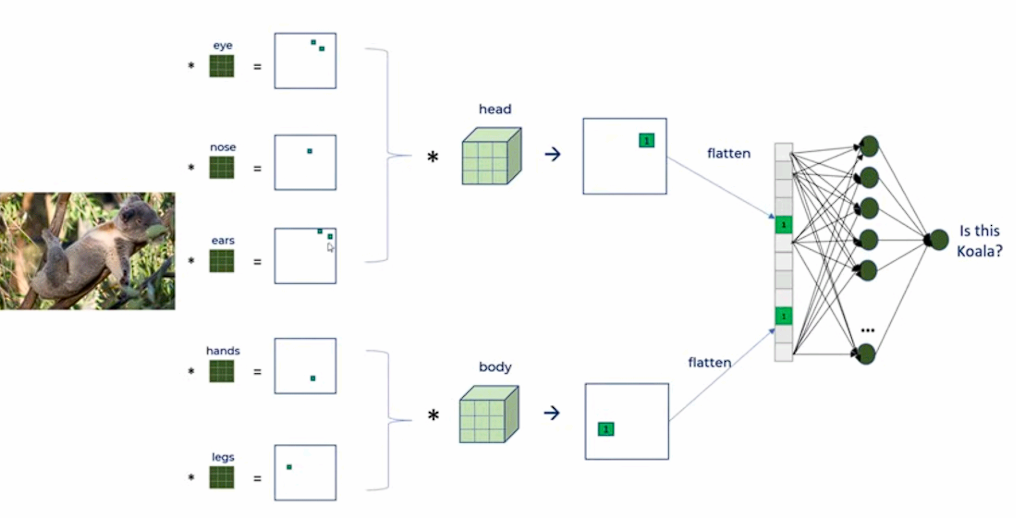 eye
* =
nose
* =
ears
* =
hands
* =
legs
* =
head
* →
1
body
* →
1
flatten
flatten
1
1
...
Is this
Koala?